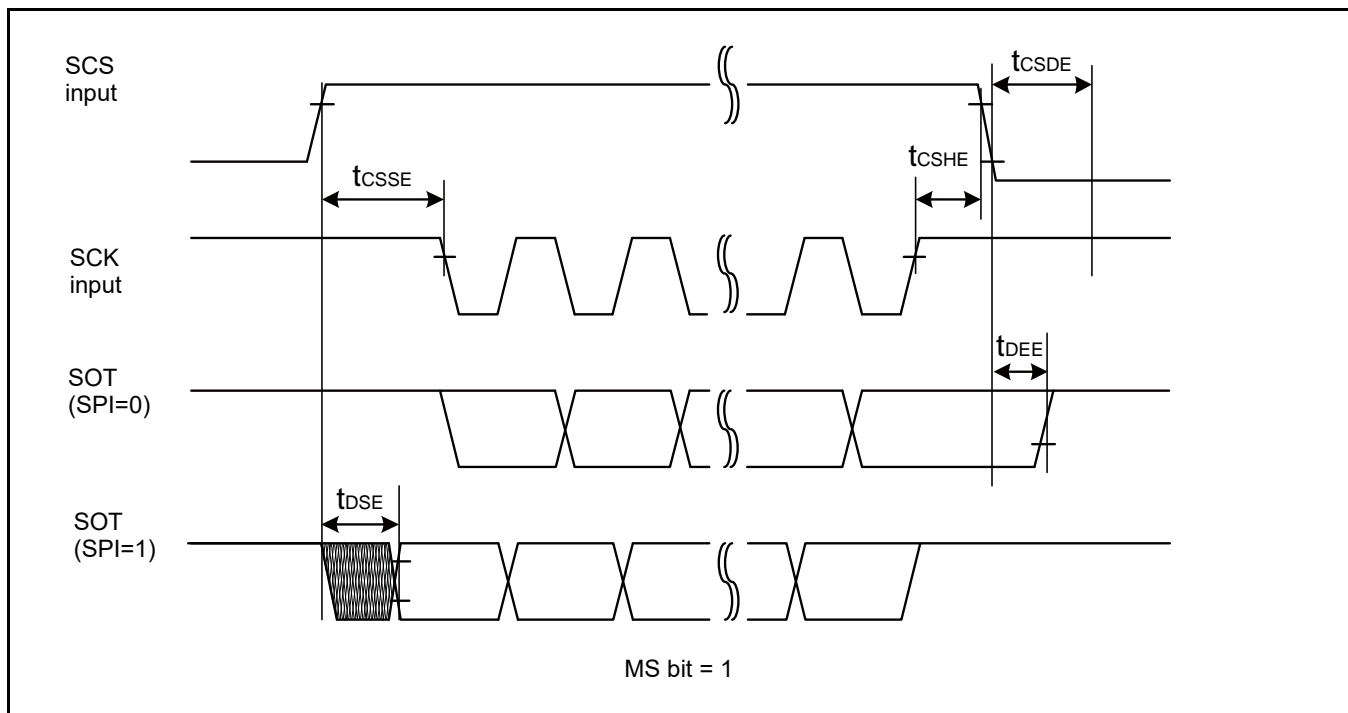 SCS
input
tCSDE
tCSHE
tCSSE
SCK
input
tDEE
SOT
(SPI=0)
tDSE
SOT
(SPI=1)
MS bit = 1